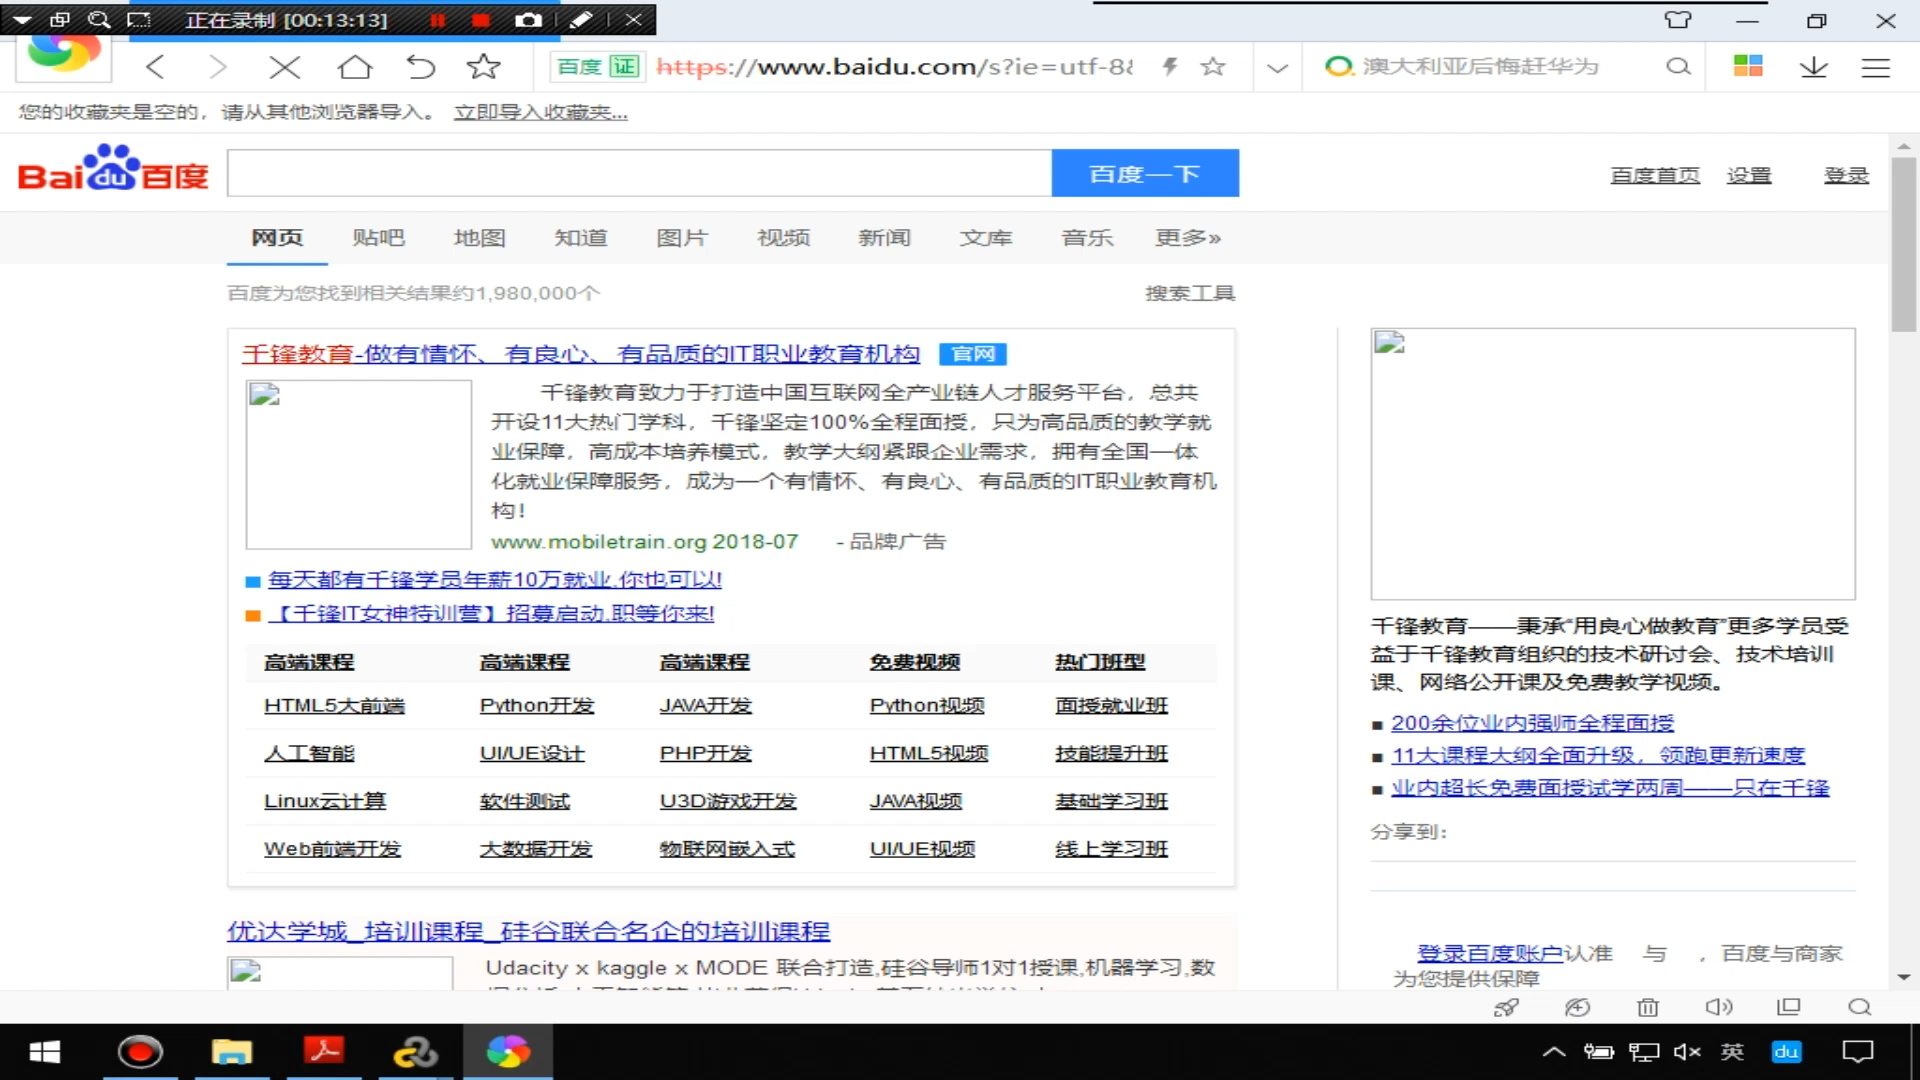 正在录制 [00:13:13]
百度 证 https://www.baidu.com/s?ie=utf-8&
澳大利亚后悔赶华为
您的收藏夹是空的，请从其他浏览器导入。 立即导入收藏夹...
Baidu百度
百度一下
百度首页 设置 登录
网页 贴吧 地图 知道 图片 视频 新闻 文库 音乐 更多»
百度为您找到相关结果约1,980,000个
搜索工具
千锋教育-做有情怀、有良心、有品质的IT职业教育机构 官网
千锋教育致力于打造中国互联网全产业链人才服务平台，总共
开设11大热门学科，千锋坚定100%全程面授，只为高品质的教学就
业保障，高成本培养模式，教学大纲紧跟企业需求，拥有全国一体
化就业保障服务，成为一个有情怀、有良心、有品质的IT职业教育机
构！
www.mobiletrain.org 2018-07 - 品牌广告
每天都有千锋学员年薪10万就业,你也可以!
【千锋IT女神特训营】招募启动,职等你来!
高端课程 高端课程 高端课程 免费视频 热门班型
HTML5大前端 Python开发 JAVA开发 Python视频 面授就业班
人工智能 UI/UE设计 PHP开发 HTML5视频 技能提升班
Linux云计算 软件测试 U3D游戏开发 JAVA视频 基础学习班
Web前端开发 大数据开发 物联网嵌入式 UI/UE视频 线上学习班
优达学城_培训课程_硅谷联合名企的培训课程
Udacity x kaggle x MODE 联合打造,硅谷导师1对1授课,机器学习,数
千锋教育——秉承“用良心做教育”更多学员受
益于千锋教育组织的技术研讨会、技术培训
课、网络公开课及免费教学视频。
200余位业内强师全程面授
11大课程大纲全面升级，领跑更新速度
业内超长免费面授试学两周——只在千锋
分享到：
登录百度账户认准 与 ，百度与商家
为您提供保障
英 du